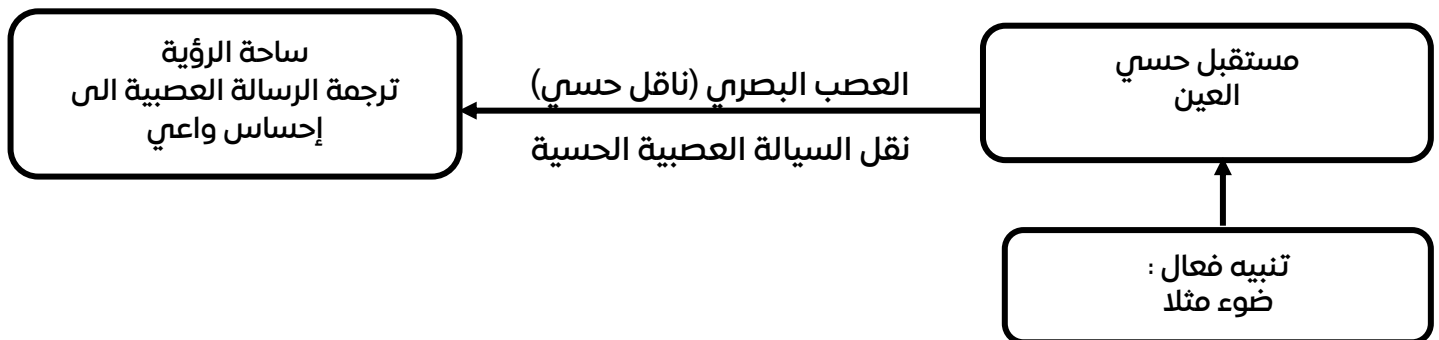 مستقبل حسي
العين
العصب البصري (ناقل حسي)
نقل السيالة العصبية الحسية
ساحة الرؤية
ترجمة الرسالة العصبية الى
إحساس واعي
تنبيه فعال :
ضوء مثلا